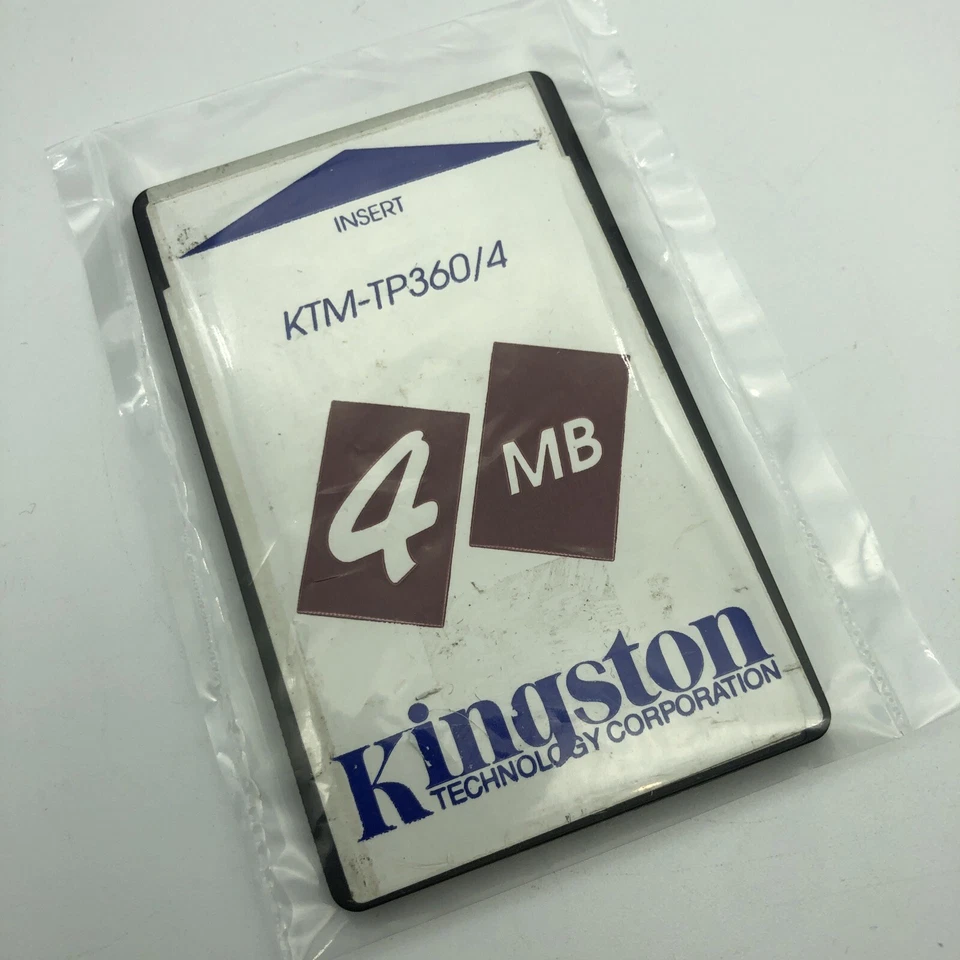 INSERT
KTM-TP360/4
4 MB
Kingston
TECHNOLOGY CORPORATION